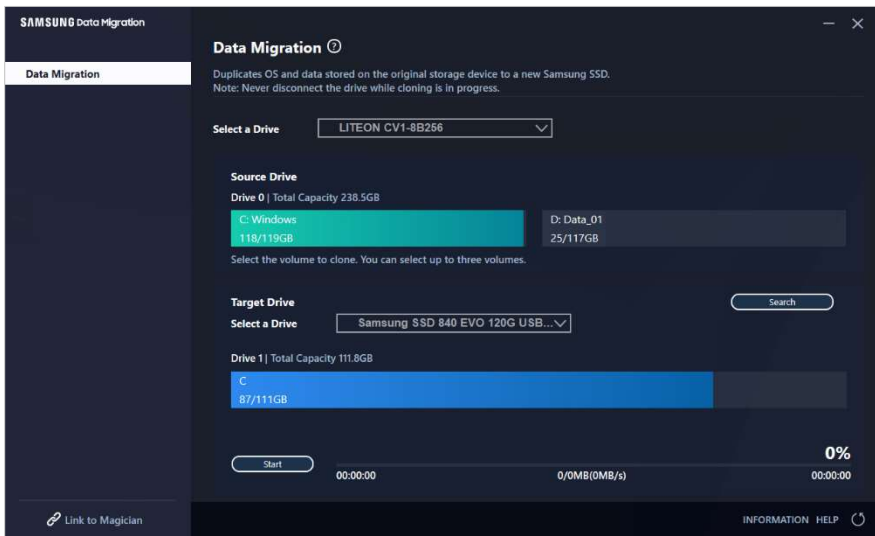 SAMSUNG Data Migration
Data Migration
Data Migration ?
Duplicates OS and data stored on the original storage device to a new Samsung SSD.
Note: Never disconnect the drive while cloning is in progress.
Select a Drive LITEON CV1-8B256
Source Drive
Drive 0 | Total Capacity 238.5GB
C: Windows D: Data_01
118/119GB 25/117GB
Select the volume to clone. You can select up to three volumes.
Target Drive Search
Select a Drive Samsung SSD 840 EVO 120G USB...
Drive 1 | Total Capacity 111.8GB
C
87/111GB
0%
Start
00:00:00 0/0MB(0MB/s) 00:00:00
Link to Magician INFORMATION HELP